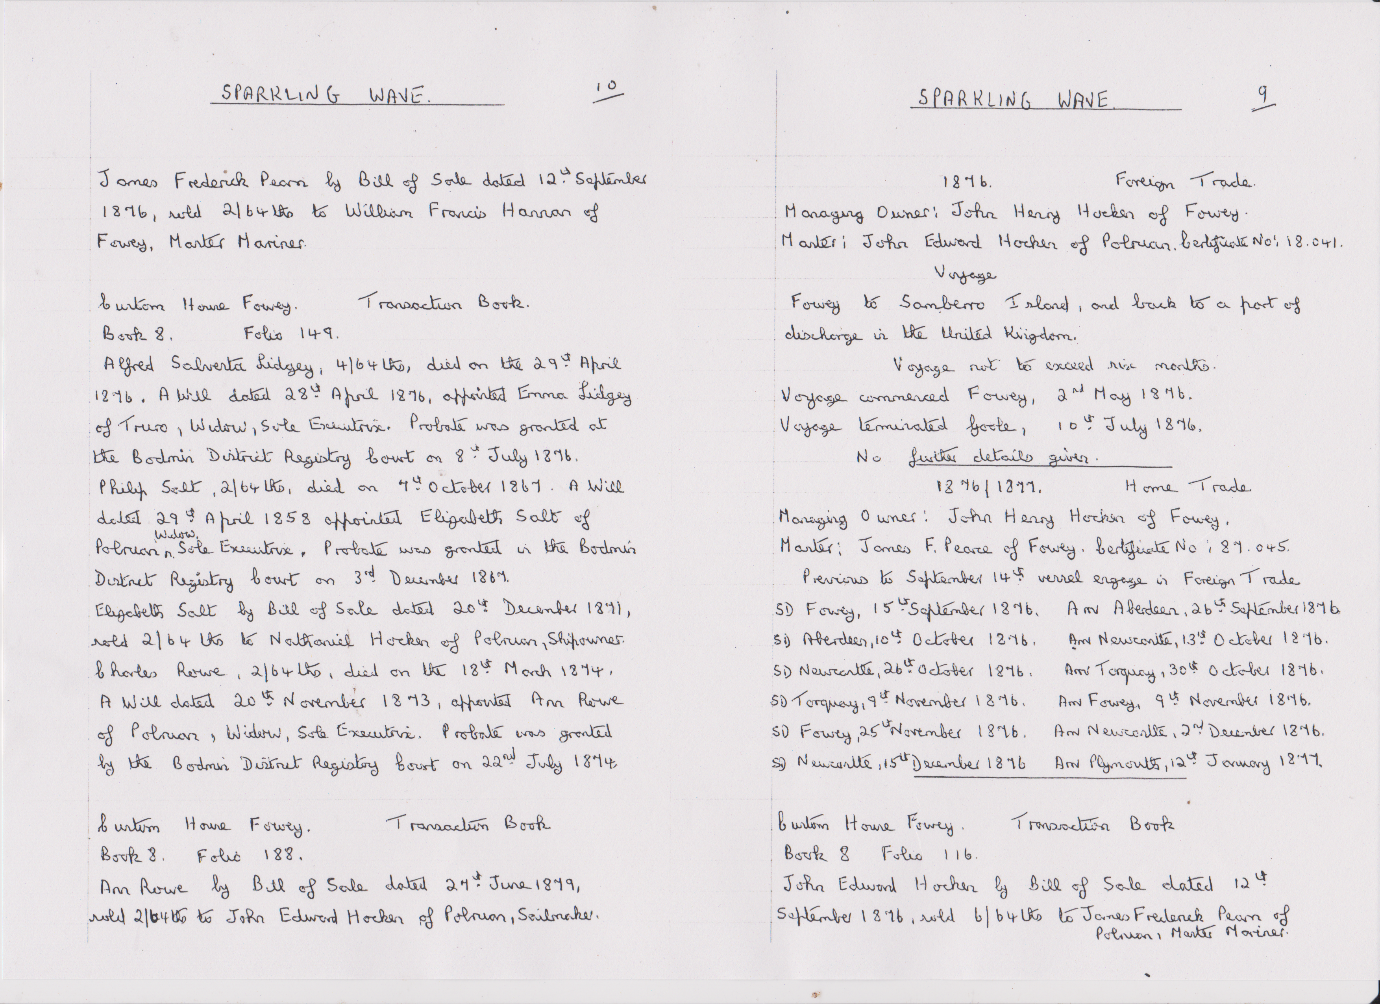 SPARKLING WAVE. 10
James Frederick Pearn by Bill of Sale dated 12th September
1876, sold 2/64ths to William Francis Hannan of
Fowey, Master Mariner.
Custom House Fowey. Transaction Book.
Book 8. Folio 149.
Alfred Salverta Lidgey, 4/64ths, died on the 29th April
1876. A Will dated 28th April 1876, appointed Emma Lidgey
of Truro, Widow, Sole Executrix. Probate was granted at
the Bodmin District Registry Court on 8th July 1876.
Philip Salt, 2/64ths, died on 7th October 1867. A Will
dated 29th April 1858 appointed Elizabeth Salt of
Polruan, Widow, Sole Executrix. Probate was granted in the Bodmin
District Registry Court on 3rd December 1867.
Elizabeth Salt by Bill of Sale dated 20th December 1871,
sold 2/64ths to Nathaniel Hocken of Polruan, Shipowner.
Charles Rowe, 2/64ths, died on the 18th March 1874.
A Will dated 20th November 1873, appointed Ann Rowe
of Polruan, Widow, Sole Executrix. Probate was granted
by the Bodmin District Registry Court on 22nd July 1874
Custom House Fowey. Transaction Book
Book 8. Folio 188.
Ann Rowe by Bill of Sale dated 27th June 1879,
sold 2/64ths to John Edward Hocken of Polruan, Sailmaker.
SPARKLING WAVE 9
1876. Foreign Trade.
Managing Owner: John Henry Hocken of Fowey.
Master: John Edward Hocken of Polruan. Certificate No: 18.041.
Voyage
Fowey to Samberro Island, and back to a port of
discharge in the United Kingdom.
Voyage not to exceed six months.
Voyage commenced Fowey, 2nd May 1876.
Voyage terminated Goole, 10th July 1876.
No further details given.
1876/1877. Home Trade
Managing Owner: John Henry Hocken of Fowey.
Master: James F. Pearce of Fowey. Certificate No: 87.045.
Previous to September 14th vessel engage in Foreign Trade
SD Fowey, 15th September 1876. Arr Aberdeen, 26th September 1876
SD Aberdeen, 10th October 1876. Arr Newcastle, 13th October 1876.
SD Newcastle, 26th October 1876. Arr Torquay, 30th October 1876.
SD Torquay, 9th November 1876. Arr Fowey, 9th November 1876.
SD Fowey, 25th November 1876. Arr Newcastle, 2nd December 1876.
SD Newcastle, 15th December 1876 Arr Plymouth, 12th January 1877.
Custom House Fowey. Transaction Book
Book 8 Folio 116.
John Edward Hocken by Bill of Sale dated 12th
September 1876, sold 6/64ths to James Frederick Pearn of
Polruan, Master Mariner.